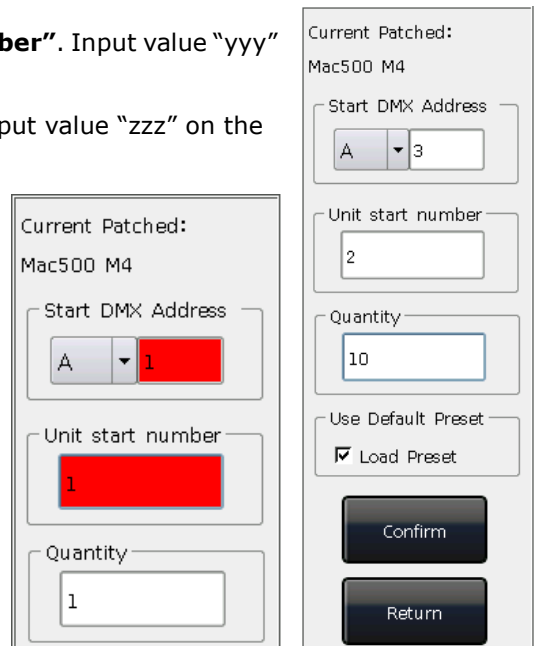 ber”. Input value “yyy”
put value “zzz” on the
Current Patched:
Mac500 M4
Start DMX Address
A 1
Unit start number
1
Quantity
1
Current Patched:
Mac500 M4
Start DMX Address
A 3
Unit start number
2
Quantity
10
Use Default Preset
Load Preset
Confirm
Return